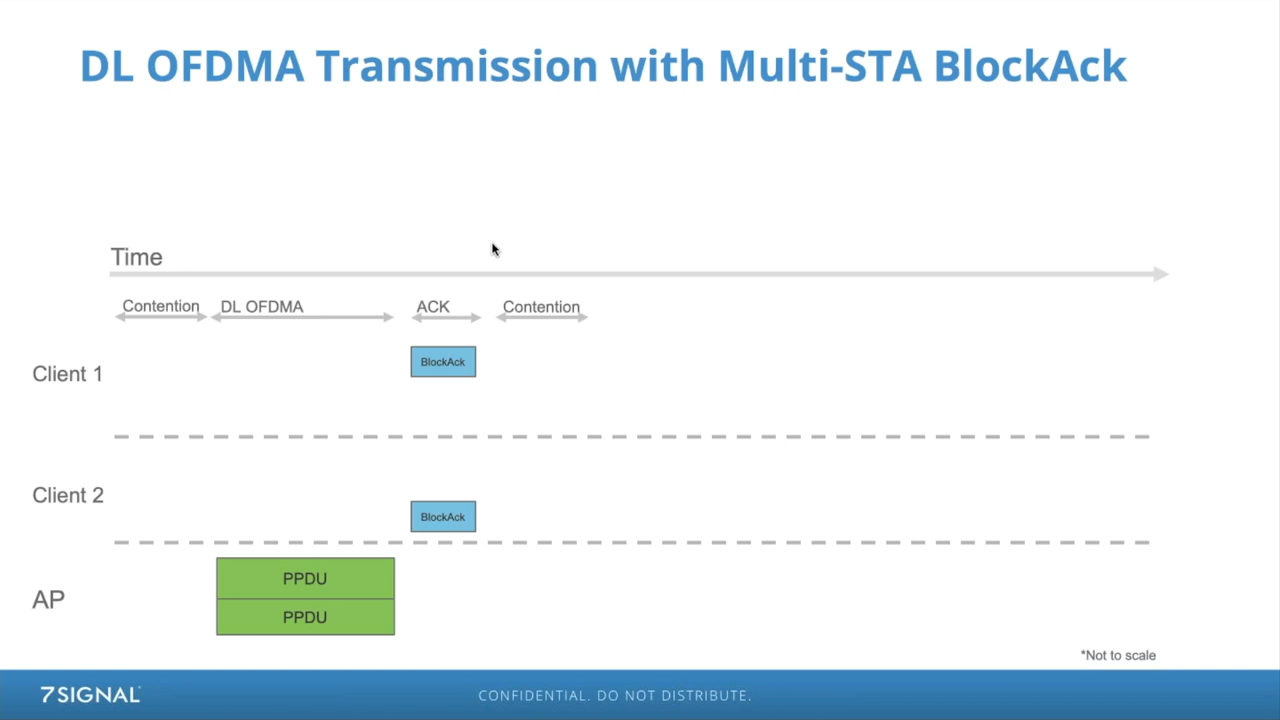 DL OFDMA Transmission with Multi-STA BlockAck
Time
Contention DL OFDMA ACK Contention
BlockAck
Client 1
Client 2
BlockAck
PPDU
AP
PPDU
*Not to scale
7SIGNAL
CONFIDENTIAL. DO NOT DISTRIBUTE.